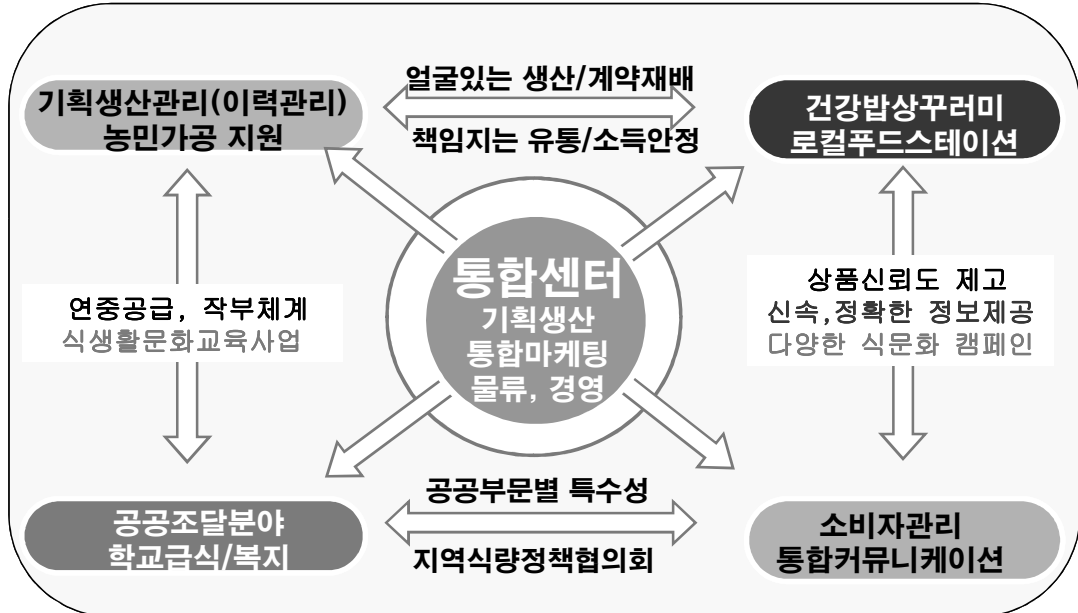 얼굴있는 생산/계약재배
기획생산관리(이력관리)
농민가공 지원
책임지는 유통/소득안정
건강밥상꾸러미
로컬푸드스테이션
통합센터
기획생산
통합마케팅
물류, 경영
연중공급, 작부체계
식생활문화교육사업
상품신뢰도 제고
신속,정확한 정보제공
다양한 식문화 캠페인
공공부문별 특수성
공공조달분야
학교급식/복지
지역식량정책협의회
소비자관리
통합커뮤니케이션